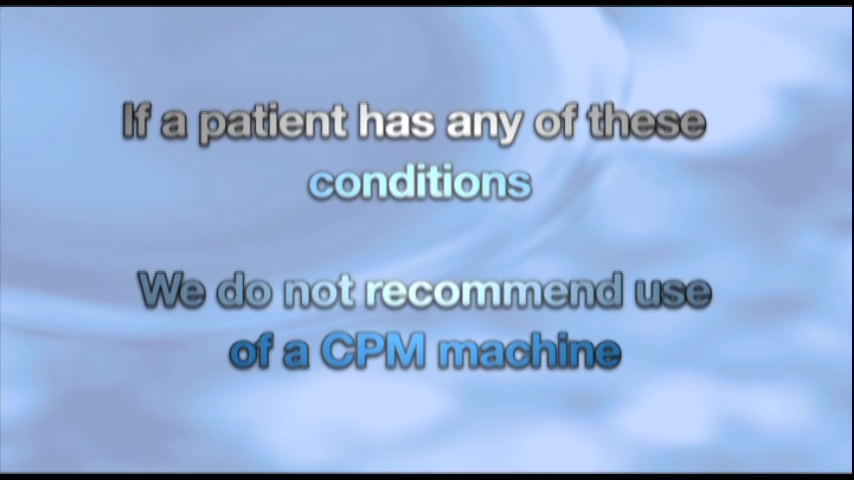 If a patient has any of these
conditions
We do not recommend use
of a CPM machine